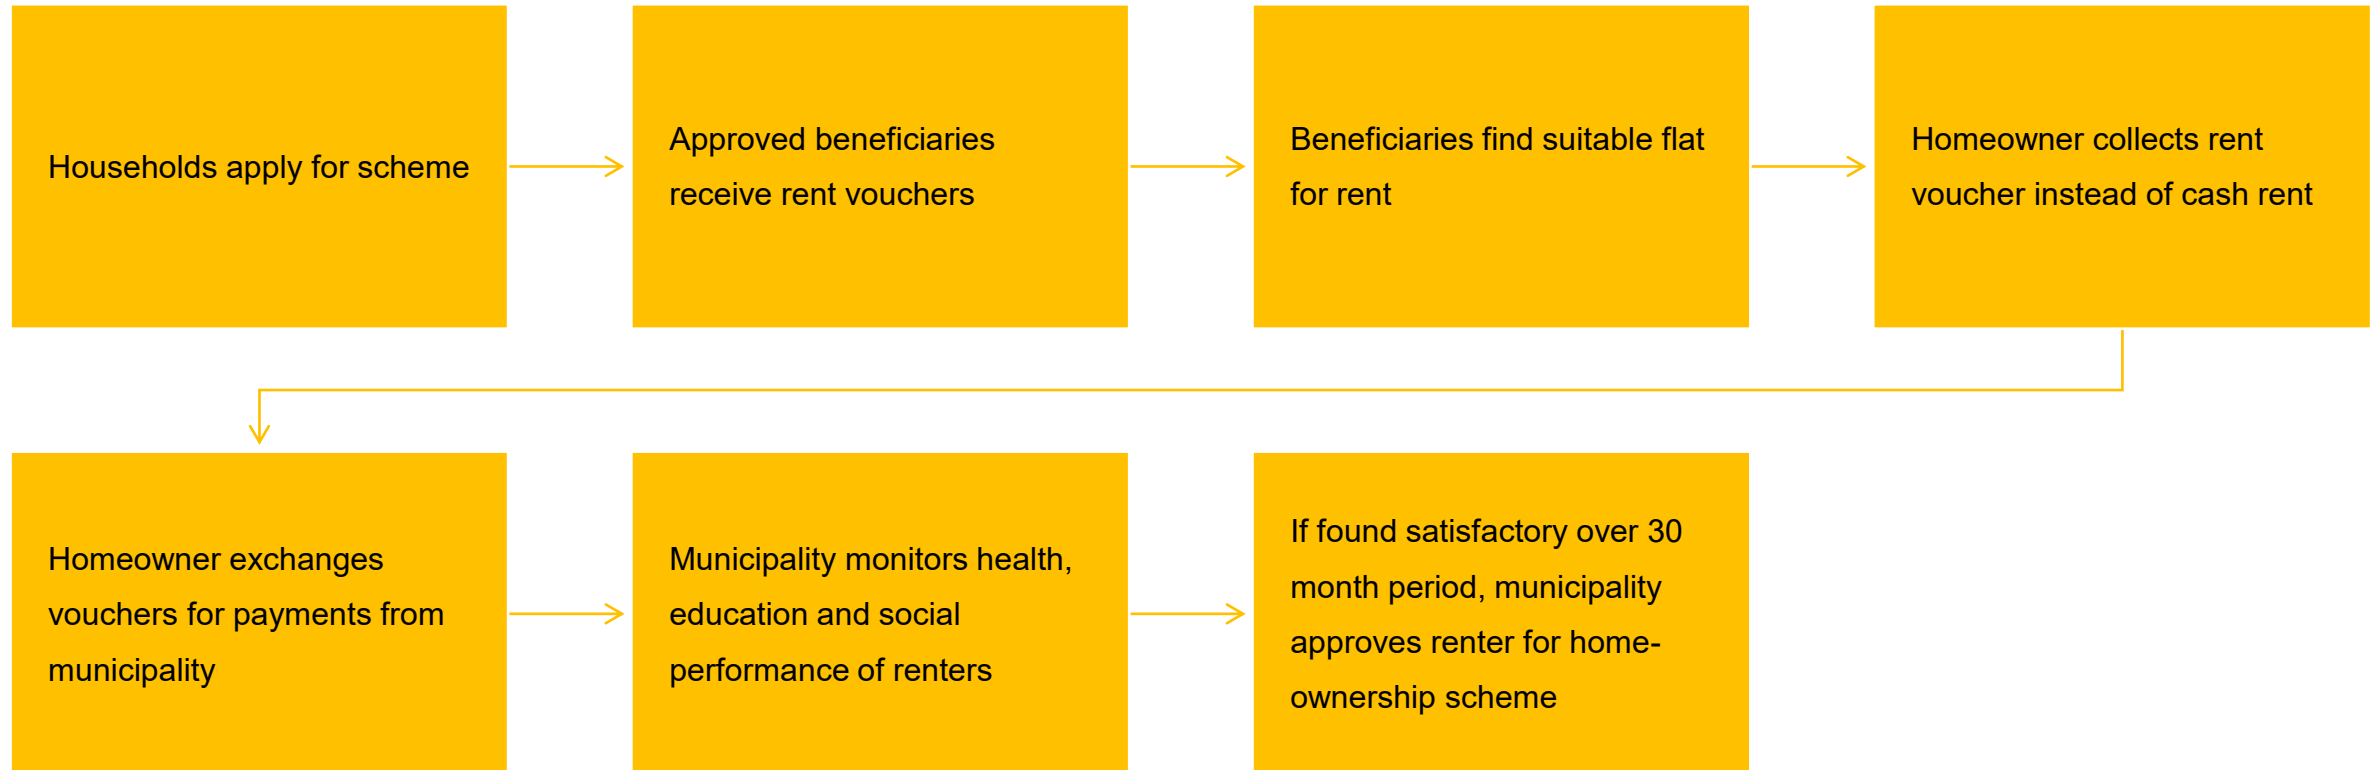 Households apply for scheme
Approved beneficiaries
receive rent vouchers
Beneficiaries find suitable flat
for rent
Homeowner collects rent
voucher instead of cash rent
Homeowner exchanges
vouchers for payments from
municipality
Municipality monitors health,
education and social
performance of renters
If found satisfactory over 30
month period, municipality
approves renter for home-
ownership scheme